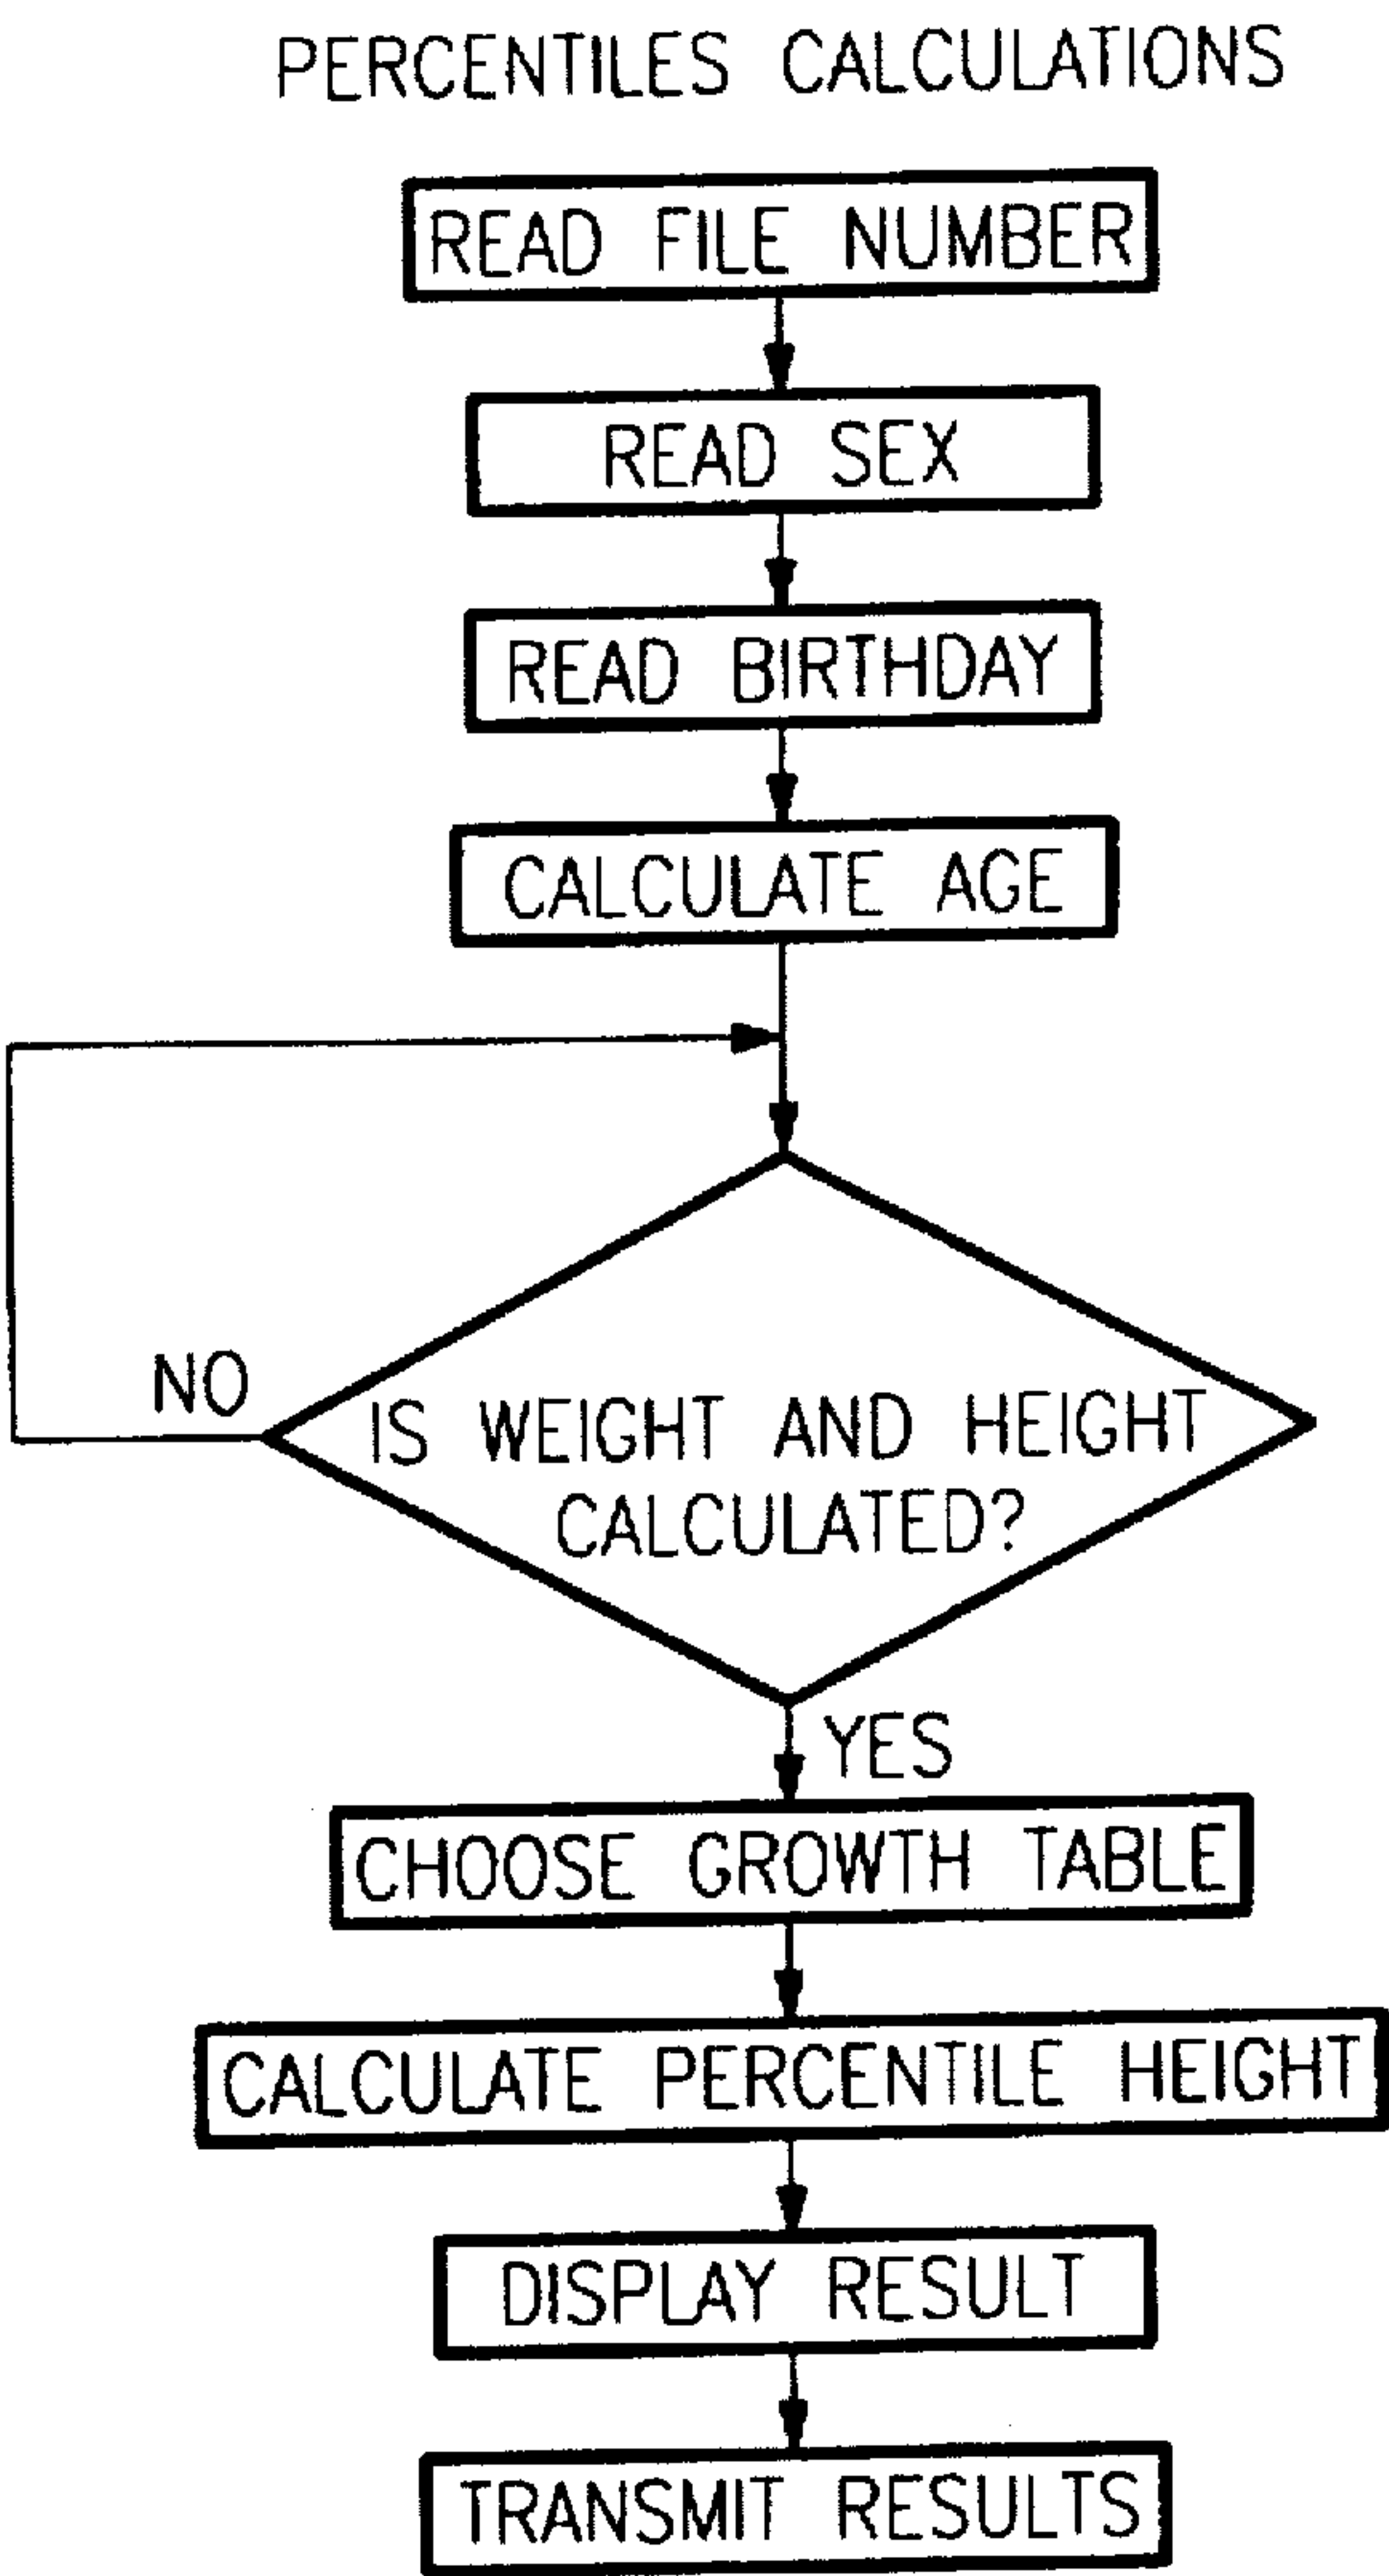 PERCENTILES CALCULATIONS
READ FILE NUMBER
READ SEX
READ BIRTHDAY
CALCULATE AGE
NO
IS WEIGHT AND HEIGHT
CALCULATED?
YES
CHOOSE GROWTH TABLE
CALCULATE PERCENTILE HEIGHT
DISPLAY RESULT
TRANSMIT RESULTS